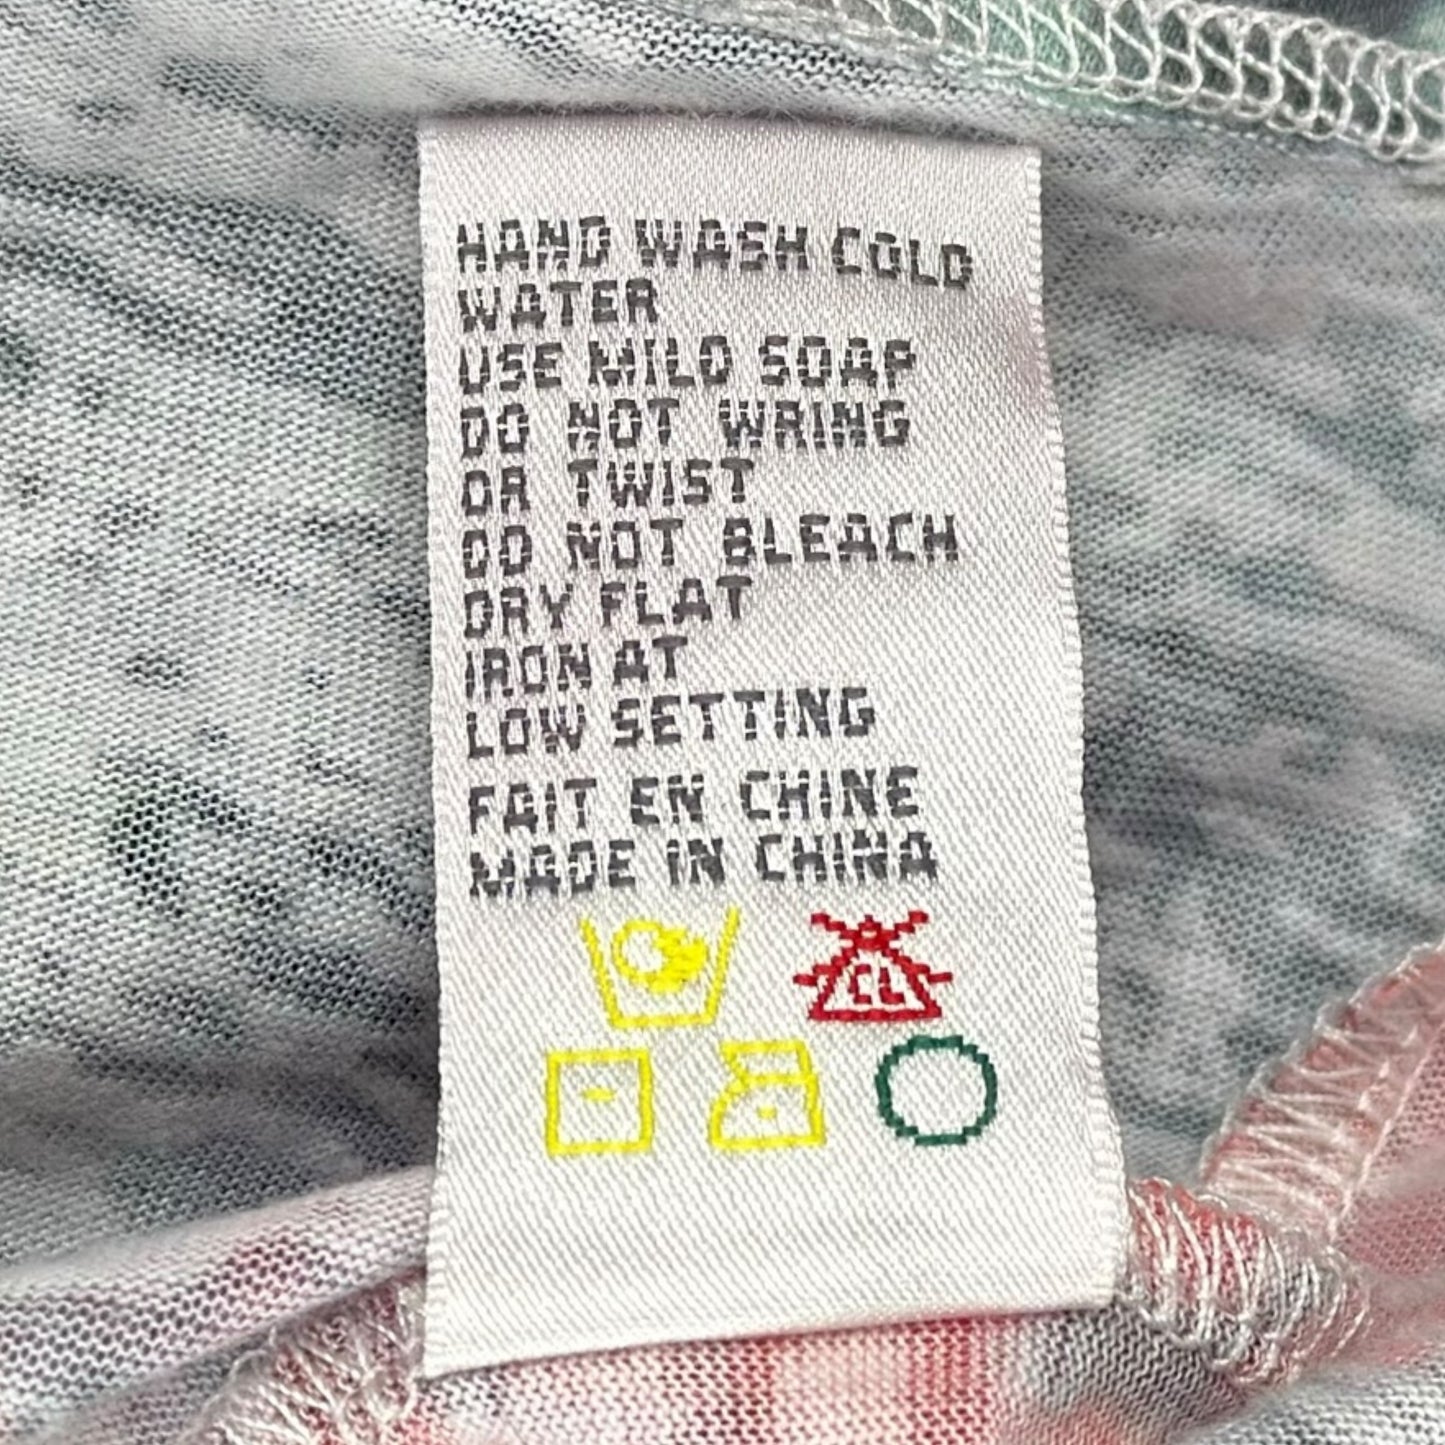 HAND WASH COLD
WATER
USE MILD SOAP
DO NOT WRING
OR TWIST
DO NOT BLEACH
DRY FLAT
IRON AT
LOW SETTING
FAIT EN CHINE
MADE IN CHINA
CL